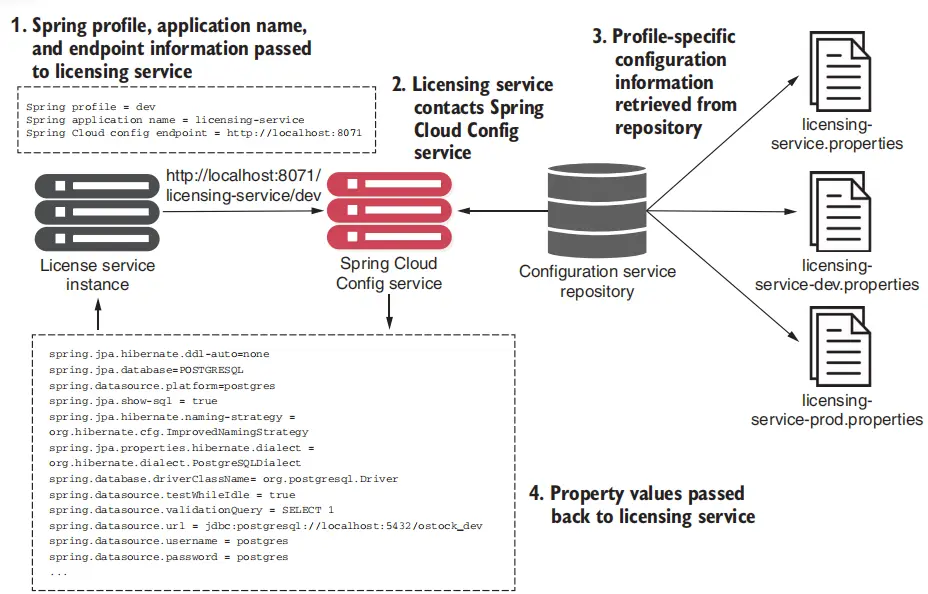 1. Spring profile, application name,
and endpoint information passed
to licensing service
Spring profile = dev
Spring application name = licensing-service
Spring Cloud config endpoint = http://localhost:8071
2. Licensing service
contacts Spring
Cloud Config
service
3. Profile-specific
configuration
information
retrieved from
repository
licensing-
service.properties
http://localhost:8071/
licensing-service/dev
License service
instance
Spring Cloud
Config service
Configuration service
repository
licensing-
service-dev.properties
licensing-
service-prod.properties
spring.jpa.hibernate.ddl-auto=none
spring.jpa.database=POSTGRESQL
spring.datasource.platform=postgres
spring.jpa.show-sql = true
spring.jpa.hibernate.naming-strategy =
org.hibernate.cfg.ImprovedNamingStrategy
spring.jpa.properties.hibernate.dialect =
org.hibernate.dialect.PostgreSQLDialect
spring.database.driverClassName= org.postgresql.Driver
spring.datasource.testWhileIdle = true
spring.datasource.validationQuery = SELECT 1
spring.datasource.url = jdbc:postgresql://localhost:5432/ostock_dev
spring.datasource.username = postgres
spring.datasource.password = postgres
...
4. Property values passed
back to licensing service